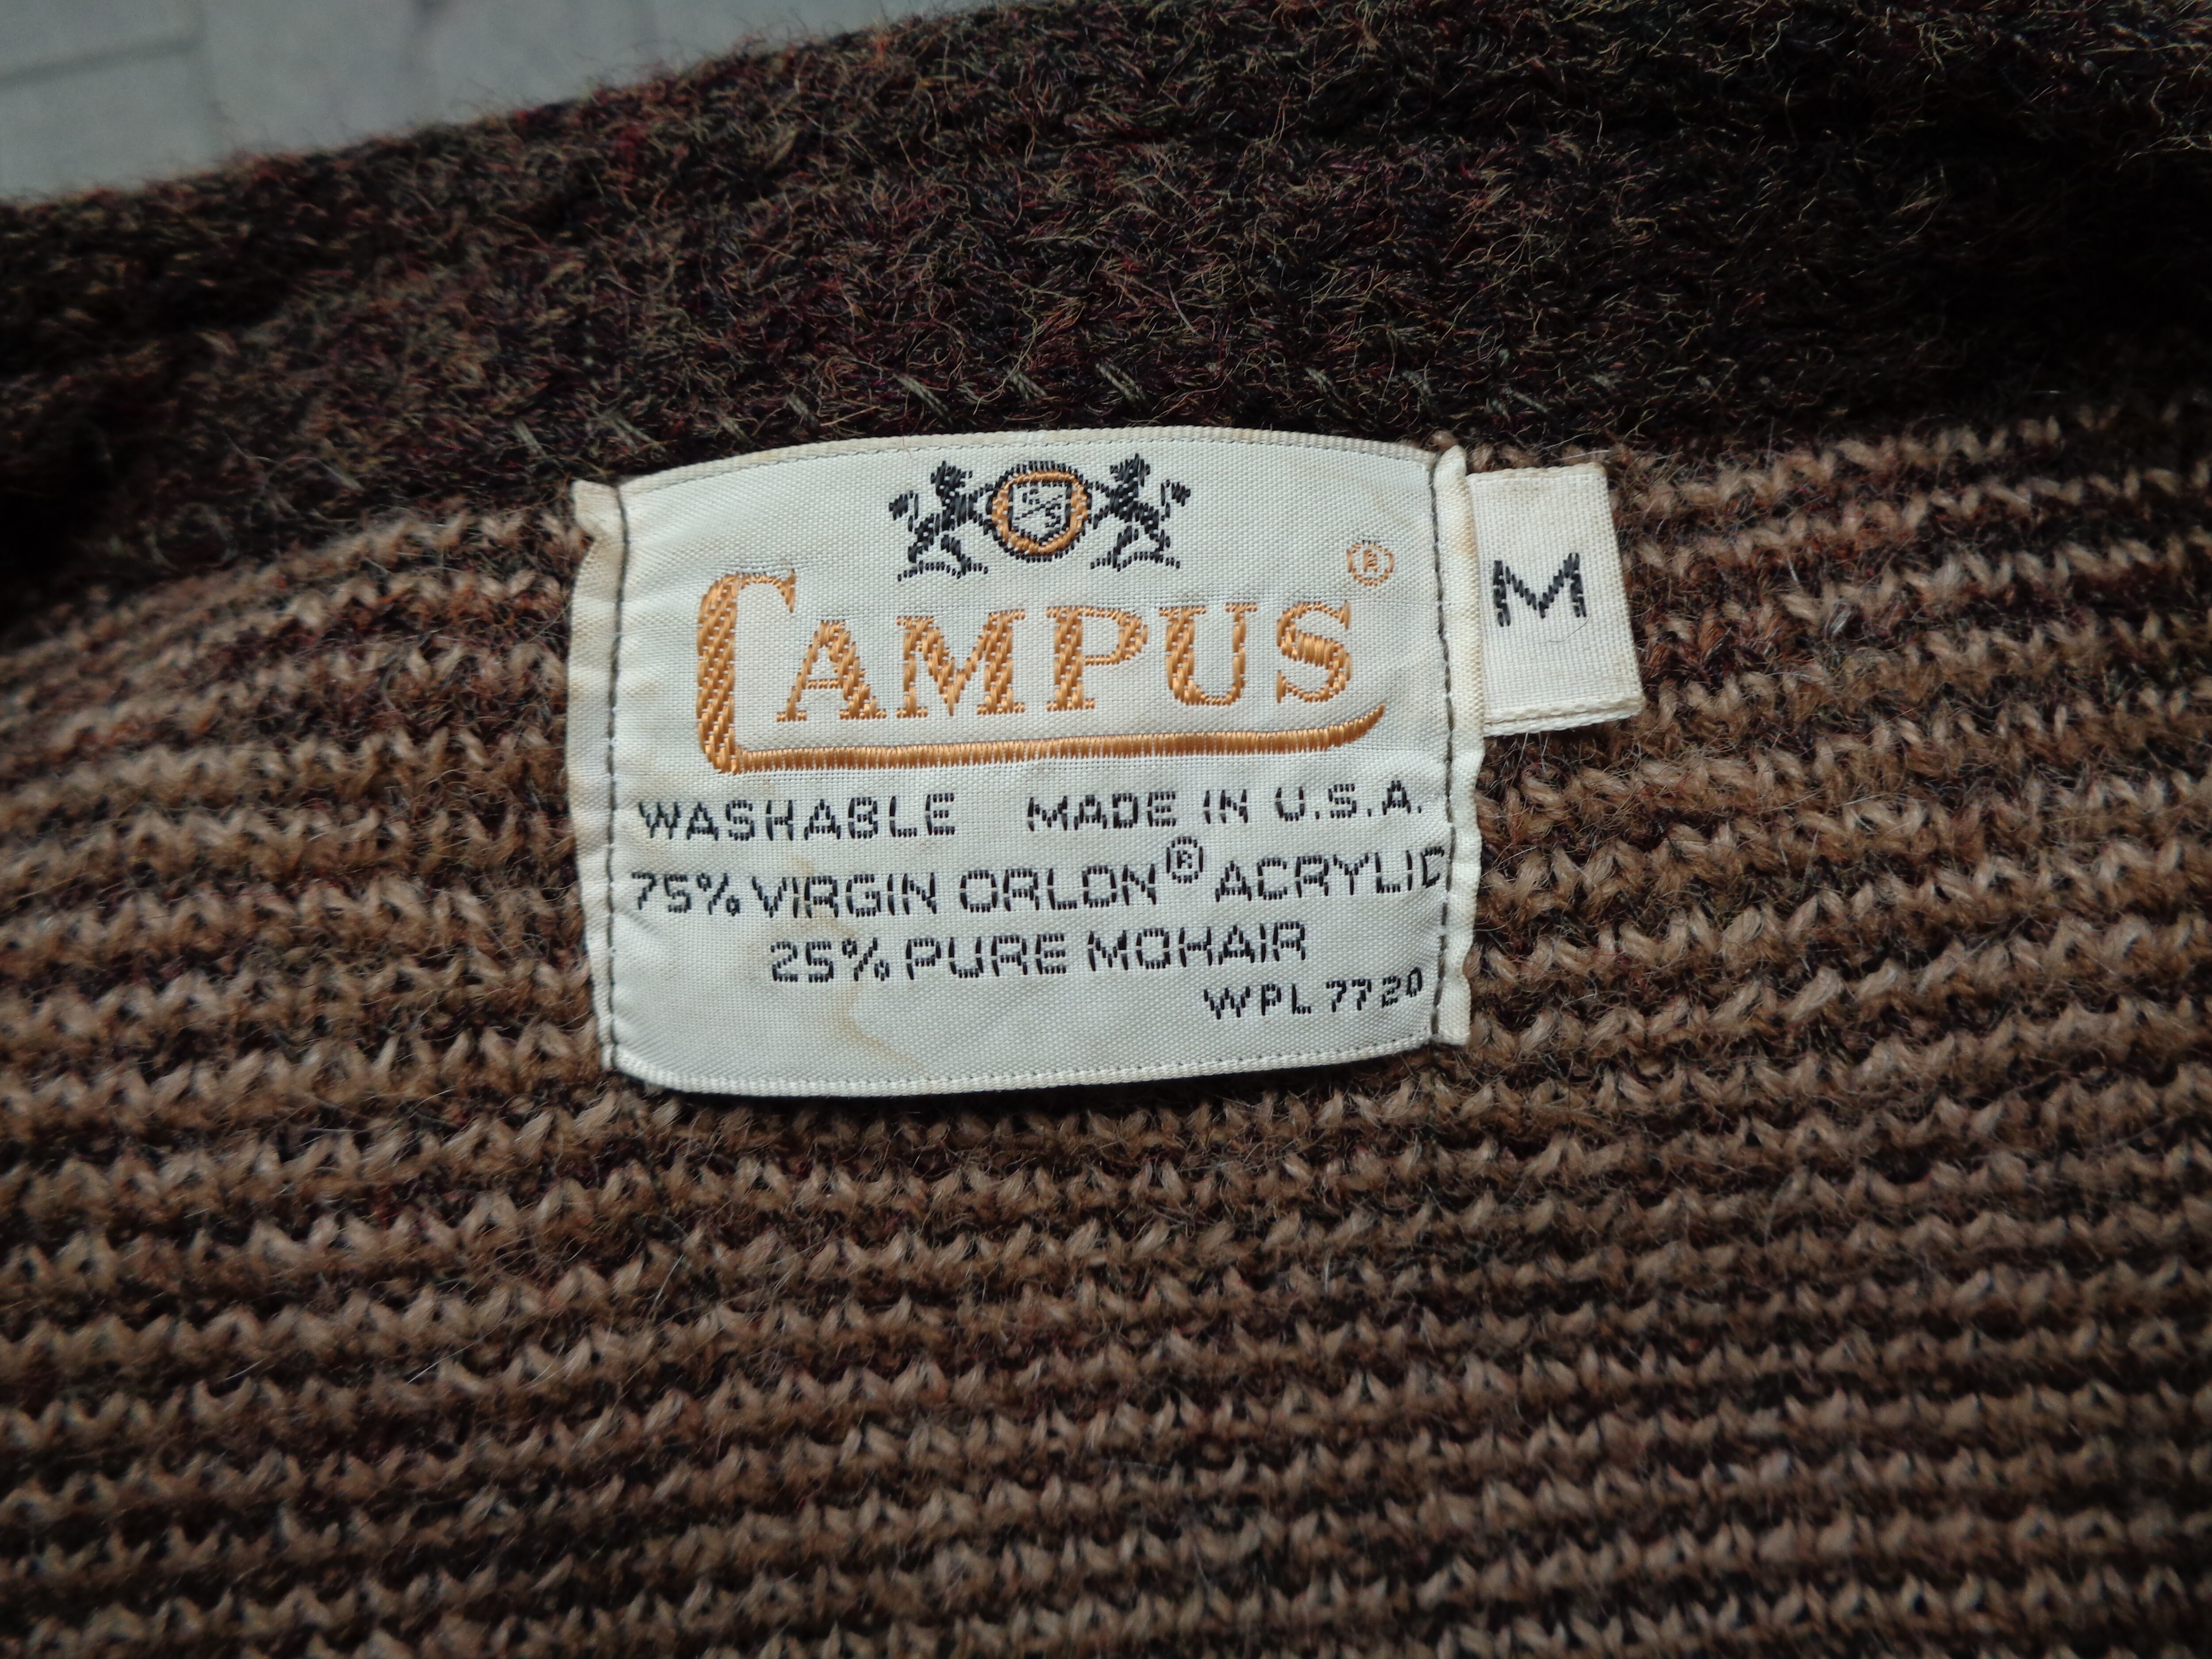 CAMPUS®
M
WASHABLE MADE IN U.S.A.
75% VIRGIN ORLON® ACRYLIC
25% PURE MOHAIR
WPL 7720